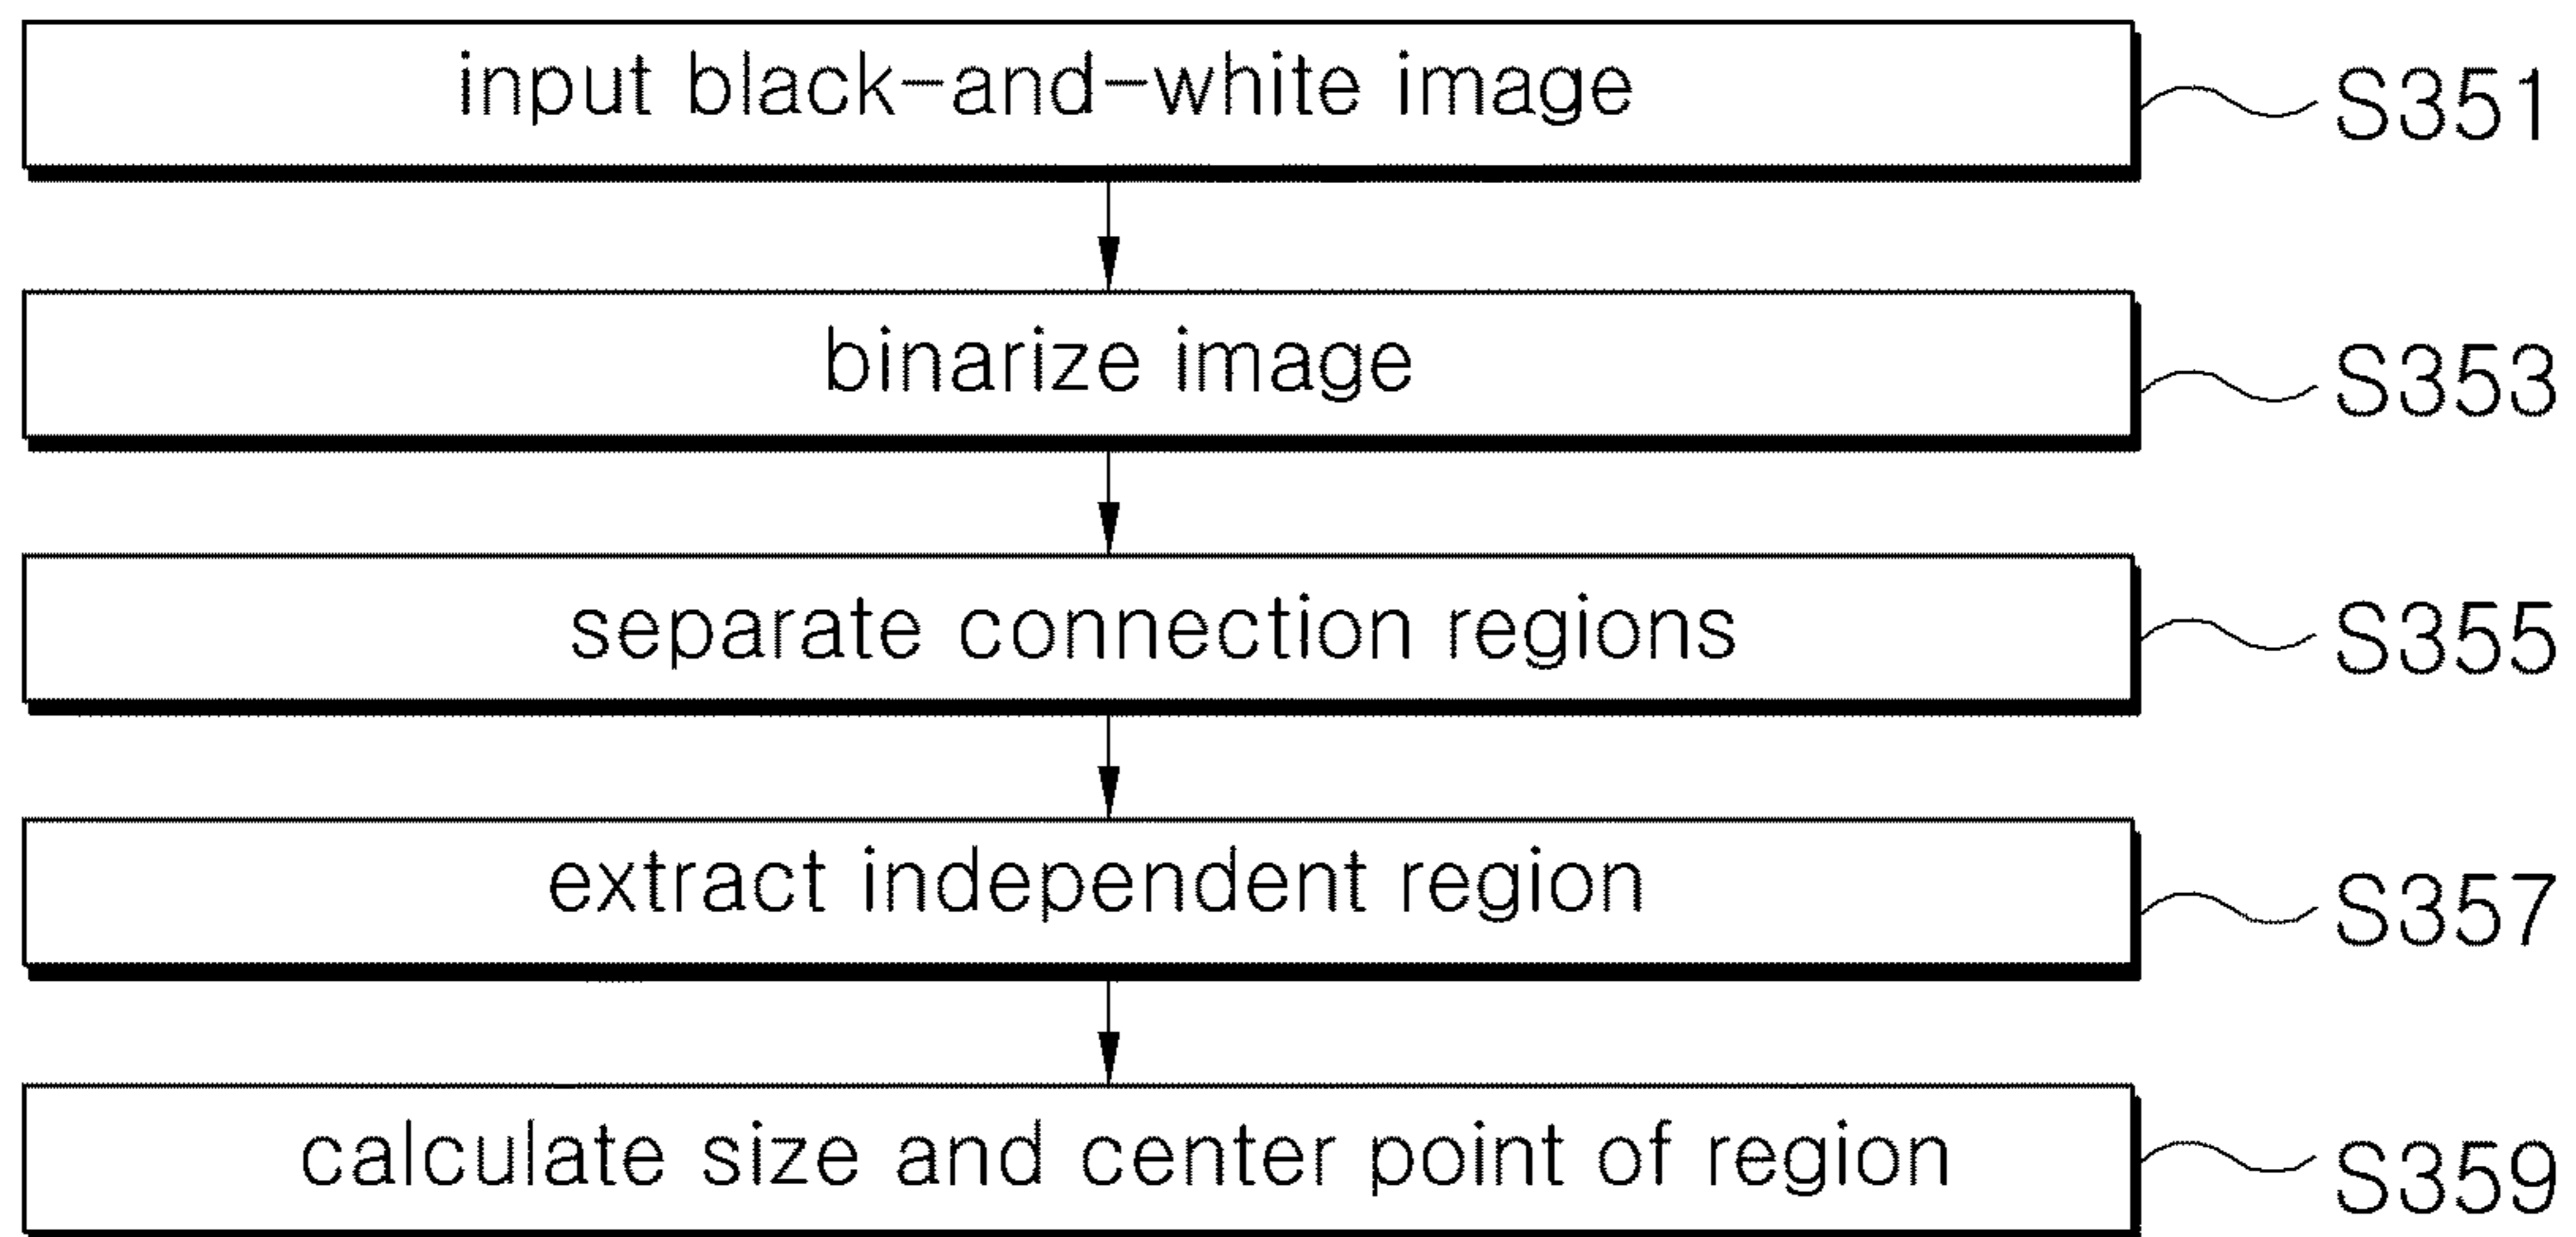 input black-and-white image
S351
binarize image
S353
separate connection regions
S355
extract independent region
S357
calculate size and center point of region
S359